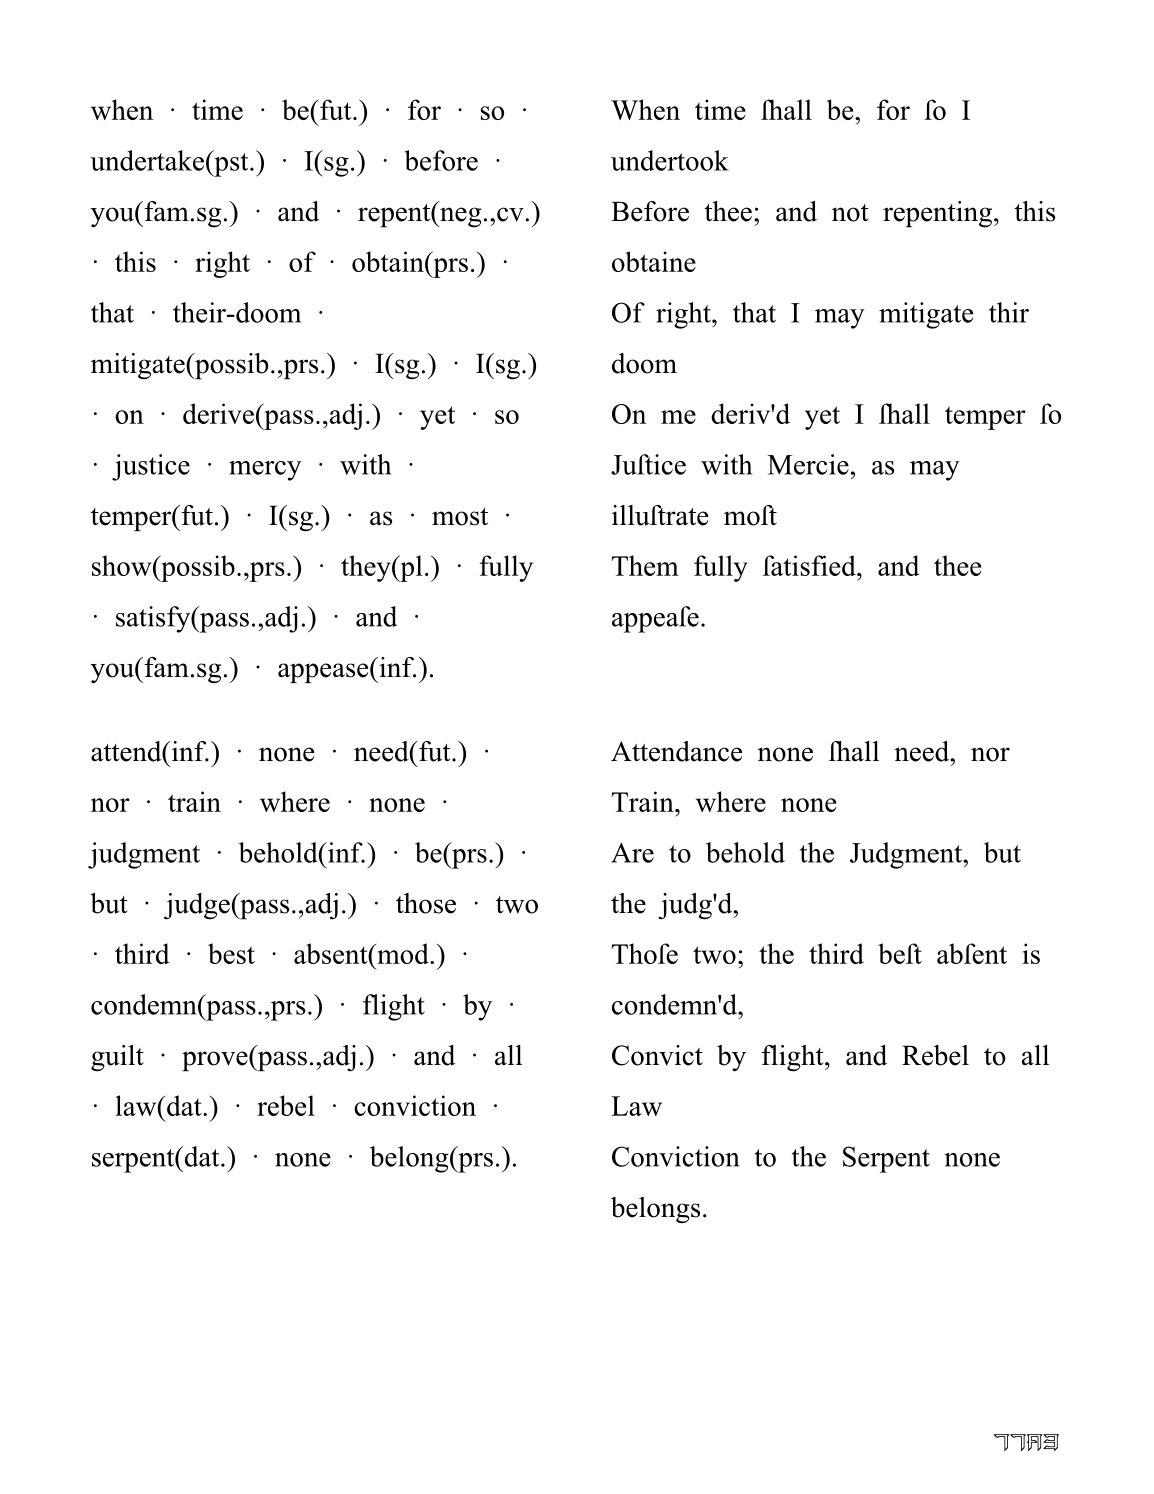 when · time · be(fut.) · for · so ·
undertake(pst.) · I(sg.) · before ·
you(fam.sg.) · and · repent(neg.,cv.)
· this · right · of · obtain(prs.) ·
that · their-doom ·
mitigate(possib.,prs.) · I(sg.) · I(sg.)
· on · derive(pass.,adj.) · yet · so
· justice · mercy · with ·
temper(fut.) · I(sg.) · as · most ·
show(possib.,prs.) · they(pl.) · fully
· satisfy(pass.,adj.) · and ·
you(fam.sg.) · appease(inf.).
When time ſhall be, for ſo I
undertook
Before thee; and not repenting, this
obtaine
Of right, that I may mitigate thir
doom
On me deriv'd yet I ſhall temper ſo
Juſtice with Mercie, as may
illuſtrate moſt
Them fully ſatisfied, and thee
appeaſe.
attend(inf.) · none · need(fut.) ·
nor · train · where · none ·
judgment · behold(inf.) · be(prs.) ·
but · judge(pass.,adj.) · those · two
· third · best · absent(mod.) ·
condemn(pass.,prs.) · flight · by ·
guilt · prove(pass.,adj.) · and · all
· law(dat.) · rebel · conviction ·
serpent(dat.) · none · belong(prs.).
Attendance none ſhall need, nor
Train, where none
Are to behold the Judgment, but
the judg'd,
Thoſe two; the third beſt abſent is
condemn'd,
Convict by flight, and Rebel to all
Law
Conviction to the Serpent none
belongs.